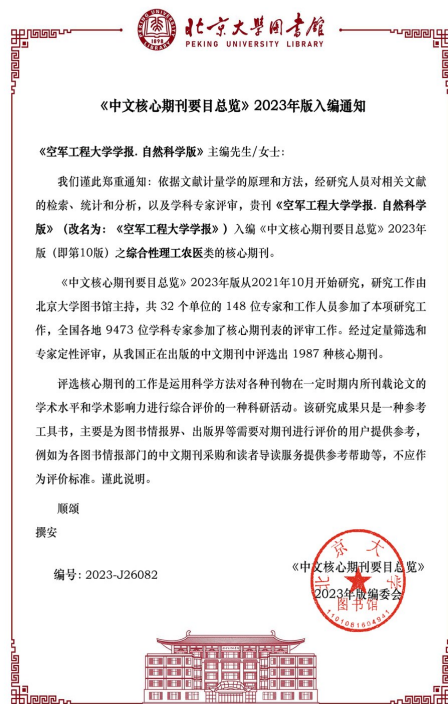 北京大学图书馆
PEKING UNIVERSITY LIBRARY
1898
《中文核心期刊要目总览》2023年版入编通知
《空军工程大学学报.自然科学版》主编先生/女士：
我们谨此郑重通知：依据文献计量学的原理和方法，经研究人员对相关文献
的检索、统计和分析，以及学科专家评审，贵刊《空军工程大学学报.自然科学
版》（改名为：《空军工程大学学报》）入编《中文核心期刊要目总览》2023年
版（即第10版）之综合性理工农医类的核心期刊。
《中文核心期刊要目总览》2023年版从2021年10月开始研究，研究工作由
北京大学图书馆主持，共 32 个单位的 148 位专家和工作人员参加了本项研究工
作，全国各地 9473 位学科专家参加了核心期刊表的评审工作。经过定量筛选和
专家定性评审，从我国正在出版的中文期刊中评选出 1987 种核心期刊。
评选核心期刊的工作是运用科学方法对各种刊物在一定时期内所刊载论文的
学术水平和学术影响力进行综合评价的一种科研活动。该研究成果只是一种参考
工具书，主要是为图书情报界、出版界等需要对期刊进行评价的用户提供参考，
例如为各图书情报部门的中文期刊采购和读者导读服务提供参考帮助等，不应作
为评价标准。谨此说明。
顺颂
撰安
《中文核心期刊要目总览》
编号：2023-J26082
2023年版编委会
北京大学
图书馆
1101081604941